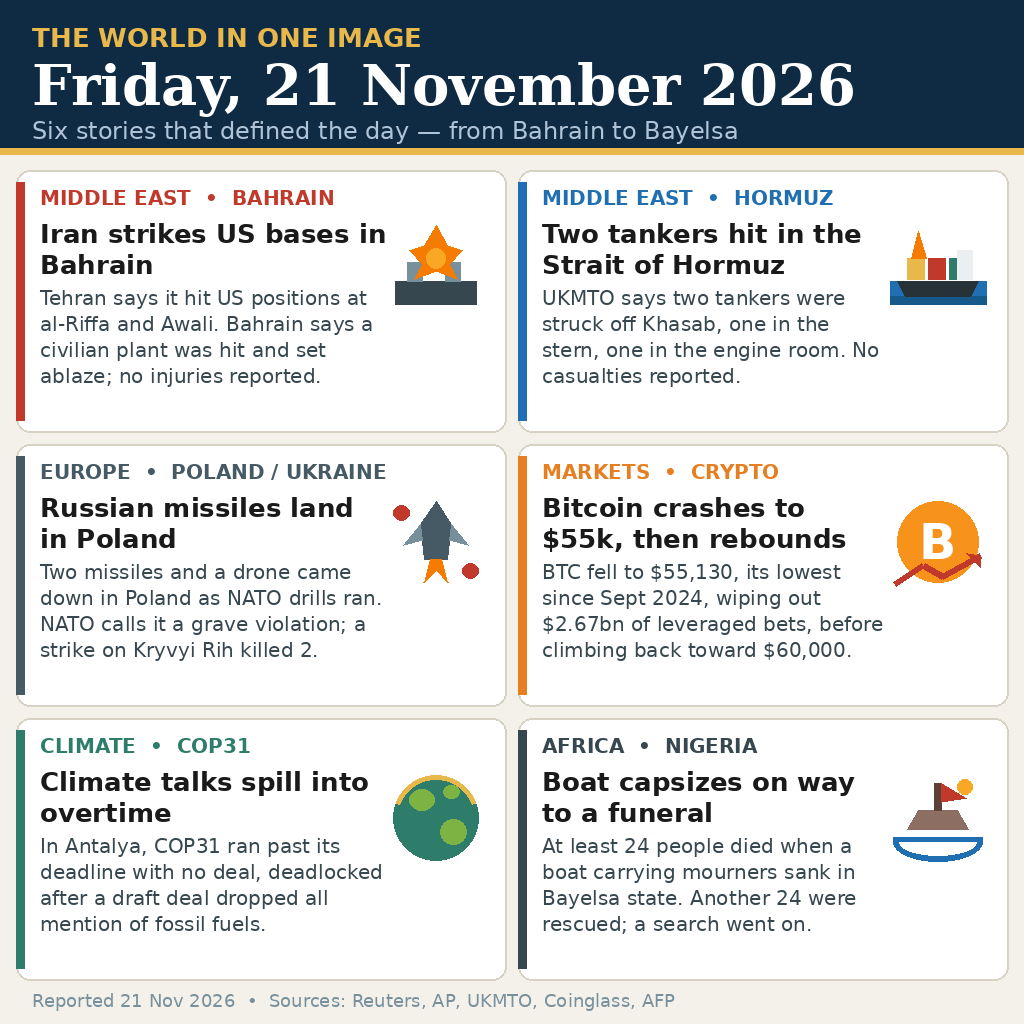 THE WORLD IN ONE IMAGE
Friday, 21 November 2026
Six stories that defined the day — from Bahrain to Bayelsa
MIDDLE EAST • BAHRAIN
Iran strikes US bases in
Bahrain
Tehran says it hit US positions at
al-Riffa and Awali. Bahrain says a
civilian plant was hit and set
ablaze; no injuries reported.
MIDDLE EAST • HORMUZ
Two tankers hit in the
Strait of Hormuz
UKMTO says two tankers were
struck off Khasab, one in the
stern, one in the engine room. No
casualties reported.
EUROPE • POLAND / UKRAINE
Russian missiles land
in Poland
Two missiles and a drone came
down in Poland as NATO drills ran.
NATO calls it a grave violation; a
strike on Kryvyi Rih killed 2.
MARKETS • CRYPTO
Bitcoin crashes to
$55k, then rebounds
B
BTC fell to $55,130, its lowest
since Sept 2024, wiping out
$2.67bn of leveraged bets, before
climbing back toward $60,000.
CLIMATE • COP31
Climate talks spill into
overtime
In Antalya, COP31 ran past its
deadline with no deal, deadlocked
after a draft deal dropped all
mention of fossil fuels.
AFRICA • NIGERIA
Boat capsizes on way
to a funeral
At least 24 people died when a
boat carrying mourners sank in
Bayelsa state. Another 24 were
rescued; a search went on.
Reported 21 Nov 2026 • Sources: Reuters, AP, UKMTO, Coinglass, AFP